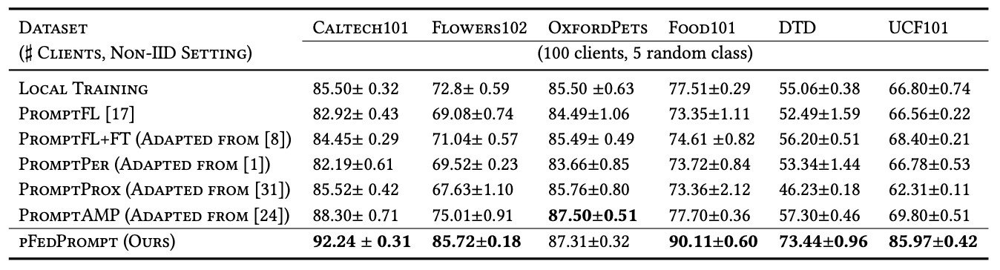 Dataset Caltech101 Flowers102 OxfordPets Food101 DTD UCF101
(♯ Clients, Non-IID Setting) (100 clients, 5 random class)
Local Training 85.50± 0.32 72.8± 0.59 85.50 ±0.63 77.51±0.29 55.06±0.38 66.80±0.74
PromptFL [17] 82.92± 0.43 69.08±0.74 84.49±1.06 73.35±1.11 52.49±1.59 66.56±0.22
PromptFL+FT (Adapted from [8]) 84.45± 0.29 71.04± 0.57 85.49± 0.49 74.61 ±0.82 56.20±0.51 68.40±0.21
PromptPer (Adapted from [1]) 82.19±0.61 69.52± 0.23 83.66±0.85 73.72±0.84 53.34±1.44 66.78±0.53
PromptProx (Adapted from [31]) 85.52± 0.42 67.63±1.10 85.76±0.80 73.36±2.12 46.23±0.18 62.31±0.11
PromptAMP (Adapted from [24]) 88.30± 0.71 75.01±0.91 87.50±0.51 77.70±0.36 57.30±0.46 69.80±0.51
pFedPrompt (Ours) 92.24 ± 0.31 85.72±0.18 87.31±0.32 90.11±0.60 73.44±0.96 85.97±0.42